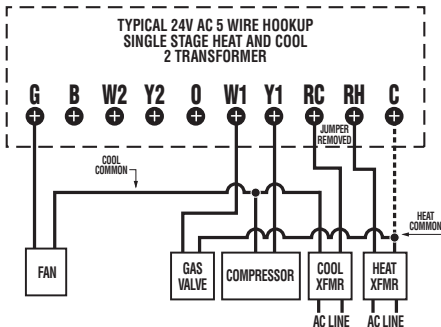 TYPICAL 24V AC 5 WIRE HOOKUP
SINGLE STAGE HEAT AND COOL
2 TRANSFORMER
G B W2 Y2 O W1 Y1 RC RH C
JUMPER
REMOVED
COOL
COMMON
HEAT
COMMON
FAN
GAS
VALVE
COMPRESSOR
COOL
XFMR
HEAT
XFMR
AC LINE AC LINE